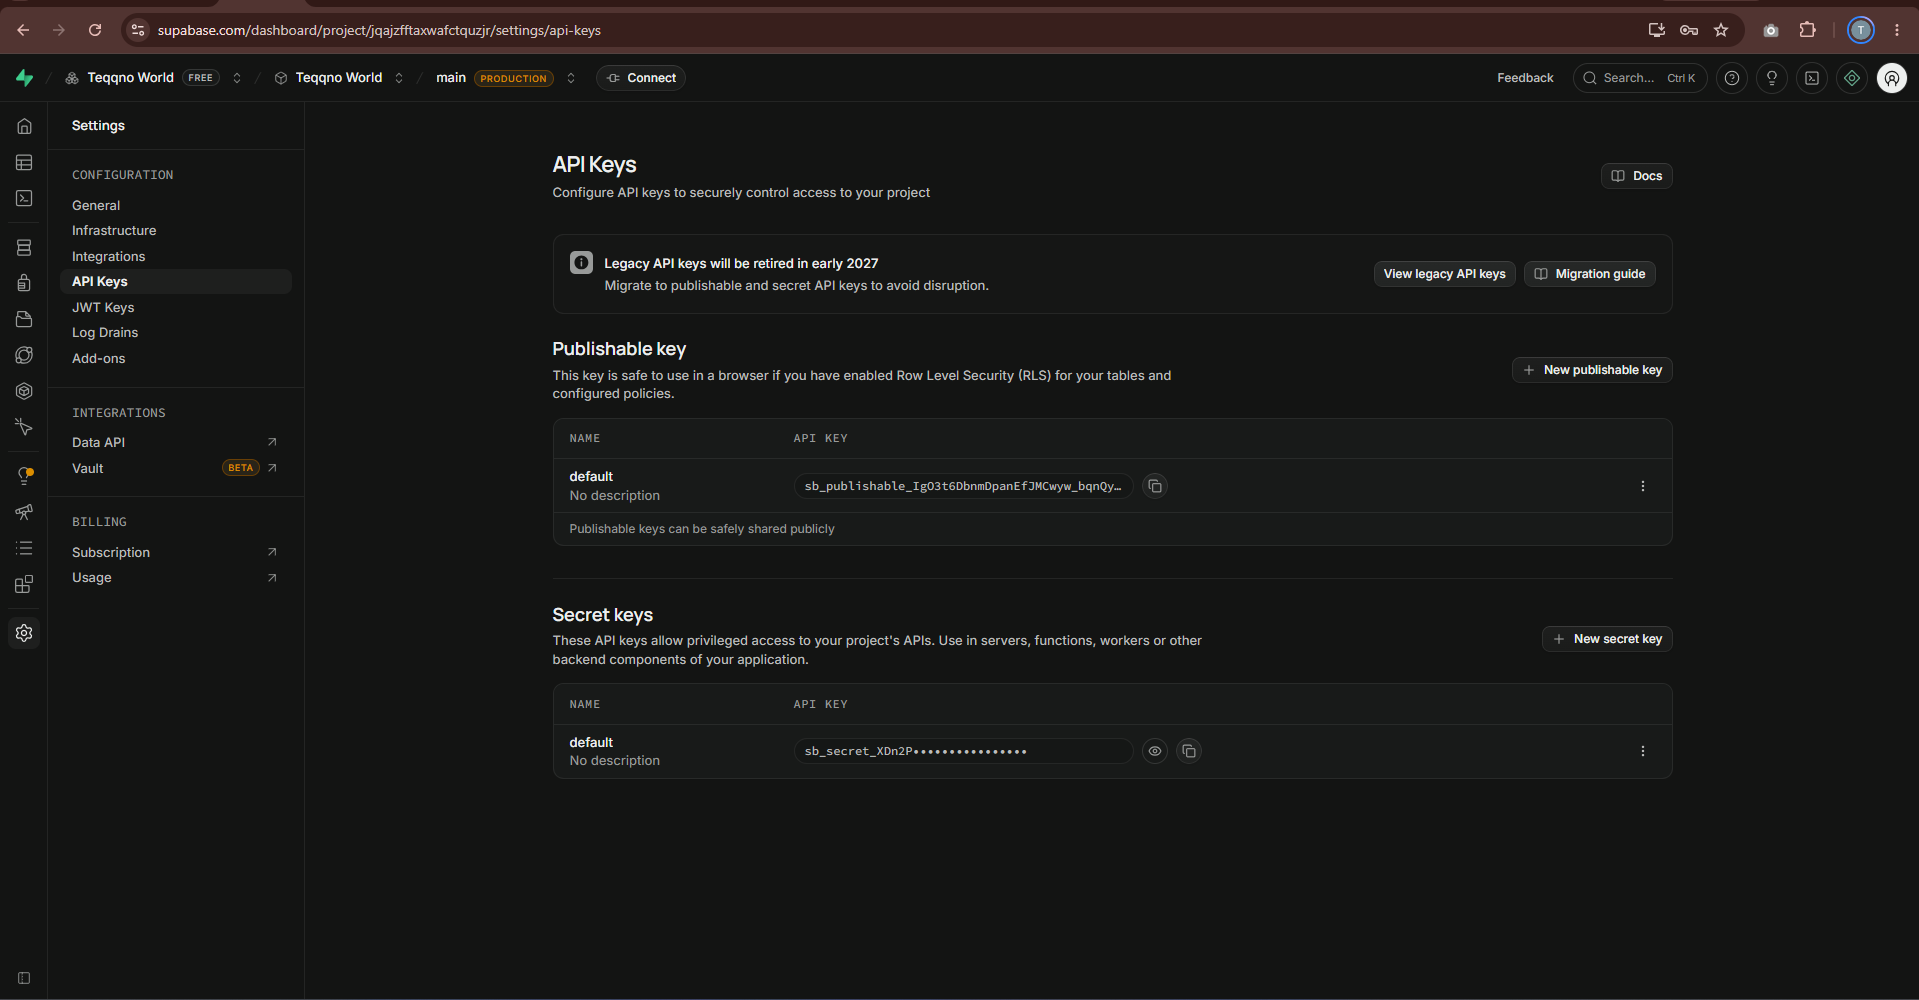 supabase.com/dashboard/project/jqajzfftaxwafctquzjr/settings/api-keys
T
Teqqno World FREE
Teqqno World
main PRODUCTION
Connect
Feedback
Search... Ctrl K
Settings
CONFIGURATION
General
Infrastructure
Integrations
API Keys
JWT Keys
Log Drains
Add-ons
INTEGRATIONS
Data API
Vault BETA
BILLING
Subscription
Usage
API Keys
Configure API keys to securely control access to your project
Docs
Legacy API keys will be retired in early 2027
Migrate to publishable and secret API keys to avoid disruption.
View legacy API keys
Migration guide
Publishable key
This key is safe to use in a browser if you have enabled Row Level Security (RLS) for your tables and
configured policies.
New publishable key
NAME API KEY
default
No description
sb_publishable_IgO3t6DbnmDpanEfJMCwyw_bqnQy…
Publishable keys can be safely shared publicly
Secret keys
These API keys allow privileged access to your project's APIs. Use in servers, functions, workers or other
backend components of your application.
New secret key
NAME API KEY
default
No description
sb_secret_XDn2P••••••••••••••••